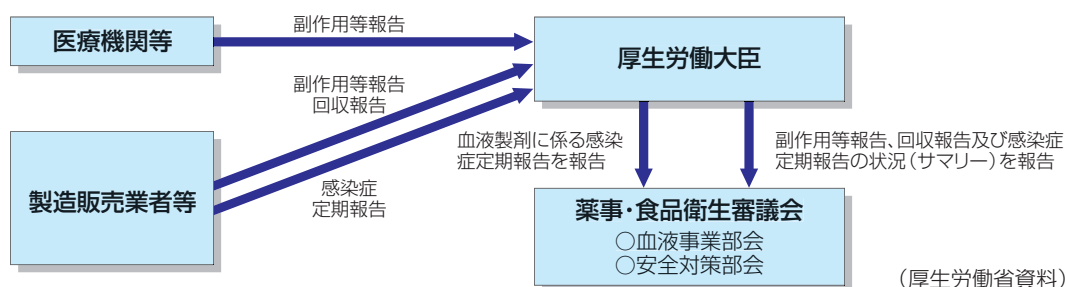 医療機関等
副作用等報告
厚生労働大臣
副作用等報告
回収報告
製造販売業者等
感染症
定期報告
血液製剤に係る感染
症定期報告を報告
副作用等報告、回収報告及び感染症
定期報告の状況（サマリー）を報告
薬事・食品衛生審議会
○血液事業部会
○安全対策部会
（厚生労働省資料）